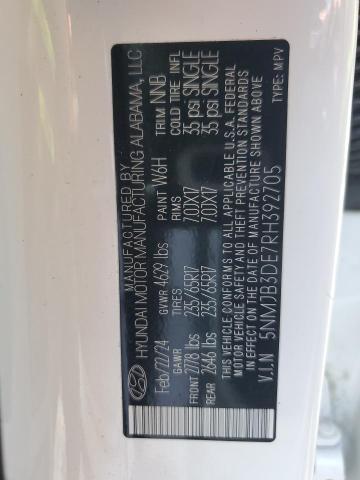 MANUFACTURED BY
HYUNDAI MOTOR MANUFACTURING ALABAMA, LLC
Feb/22/24 GVWR 4629 lbs PAINT W6H TRIM NNB
GAWR TIRES RIMS COLD TIRE INFL
FRONT 2778 lbs 235/65R17 7.0JX17 35 psi SINGLE
REAR 2646 lbs 235/65R17 7.0JX17 35 psi SINGLE
THIS VEHICLE CONFORMS TO ALL APPLICABLE U.S.A. FEDERAL
MOTOR VEHICLE SAFETY AND BUMPER
AND THEFT PREVENTION STANDARDS
IN EFFECT ON THE DATE OF MANUFACTURE SHOWN ABOVE
V.I.N 5NMJB3DE7RH392705 TYPE: MPV